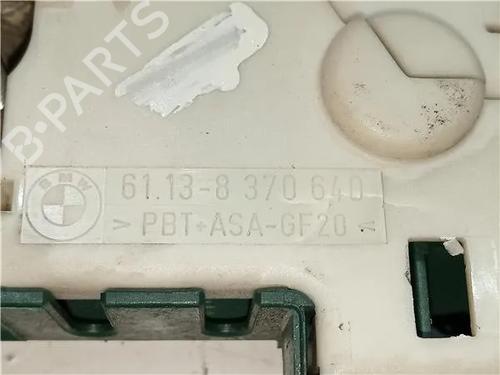 B-PARTS
BMW
61.13-8 370 640
> PBT+ASA-GF20 <